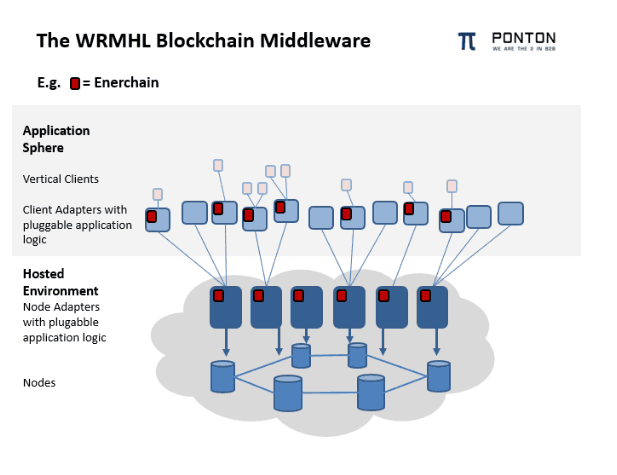 The WRMHL Blockchain Middleware
PONTON
WE ARE THE 2 IN B2B
E.g. = Enerchain
Application
Sphere
Vertical Clients
Client Adapters with
pluggable application
logic
Hosted
Environment
Node Adapters
with plugabble
application logic
Nodes